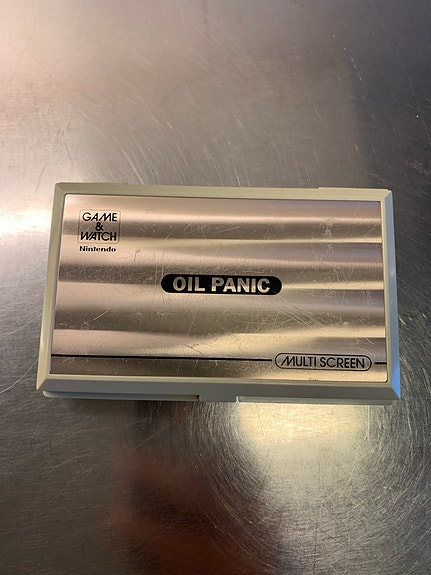 GAME
&
WATCH
Nintendo
OIL PANIC
MULTI SCREEN